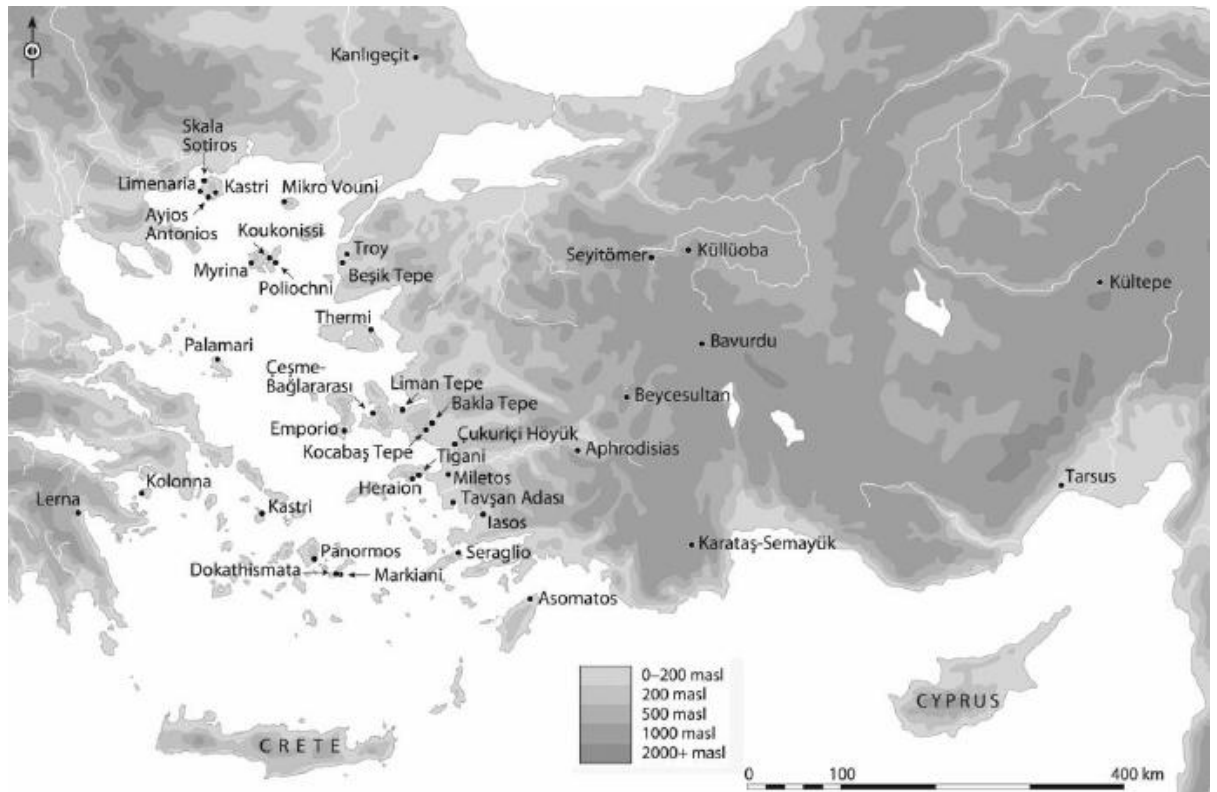 Kanlıgeçit
Skala
Sotiros
Limenaria
Kastri
Mikro Vouni
Ayios
Antonios
Koukonissi
Troy
Myrina
Beşik Tepe
Poliochni
Seyitömer
Küllüoba
Kültepe
Thermi
Bavurdu
Palamari
Çeşme-
Bağlararası
Liman Tepe
Bakla Tepe
Beycesultan
Emporio
Kocabaş Tepe
Çukuriçi Höyük
Aphrodisias
Tigani
Heraion
Miletos
Tarsus
Kolonna
Lerna
Kastri
Tavşan Adası
Iasos
Panormos
Seraglio
Karataş-Semayük
Dokathismata
Markiani
Asomatos
0–200 masl
200 masl
500 masl
1000 masl
2000+ masl
CYPRUS
CRETE
0 100 400 km